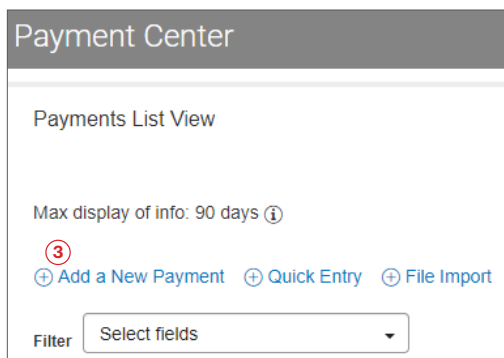 Payment Center
Payments List View
Max display of info: 90 days
3
Add a New Payment Quick Entry File Import
Filter Select fields